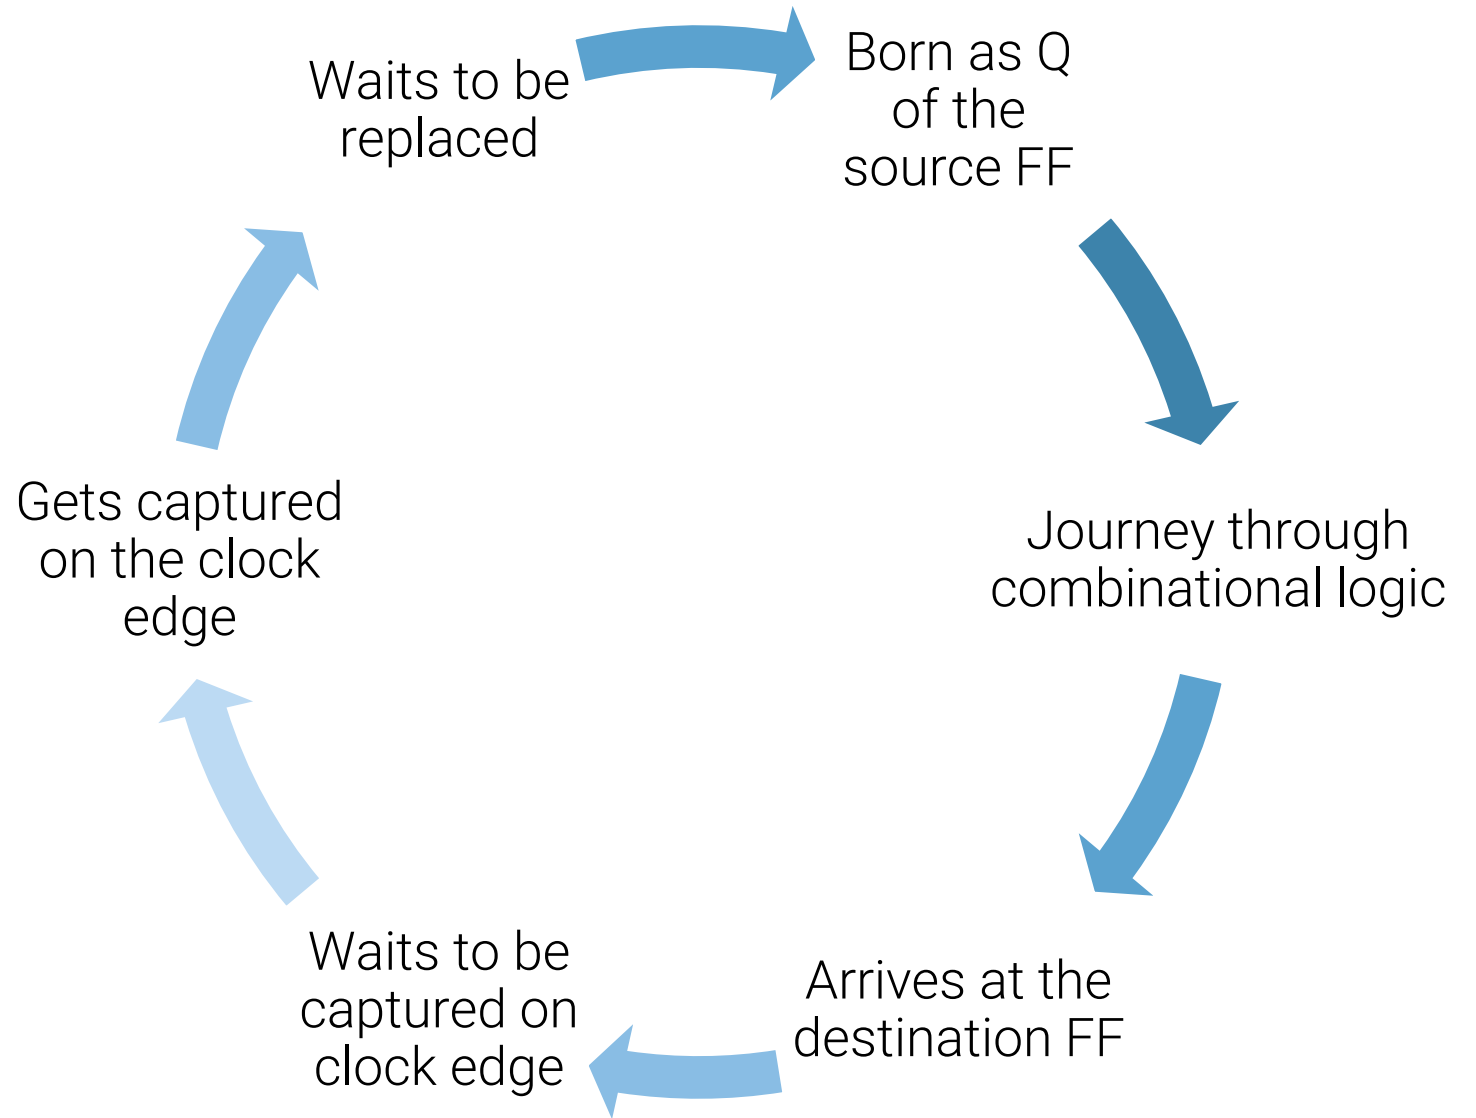 Waits to be
replaced
Born as Q
of the
source FF
Journey through
combinational logic
Arrives at the
destination FF
Waits to be
captured on
clock edge
Gets captured
on the clock
edge